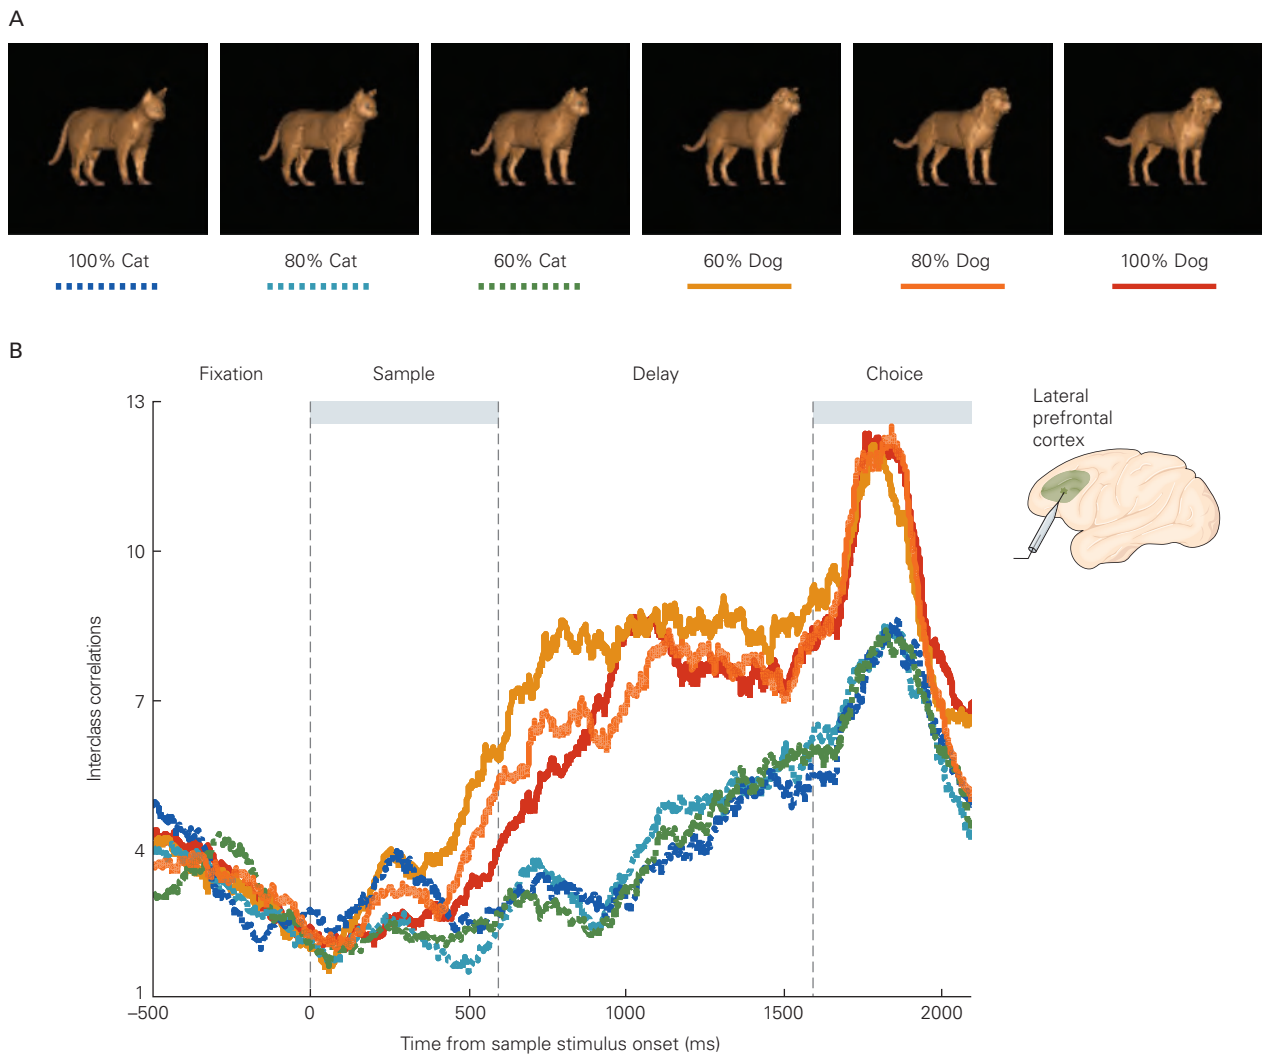 A
100% Cat
80% Cat
60% Cat
60% Dog
80% Dog
100% Dog
B
Fixation
Sample
Delay
Choice
Lateral
prefrontal
cortex
Interclass correlations
13
10
7
4
1
–500
0
500
1000
1500
2000
Time from sample stimulus onset (ms)